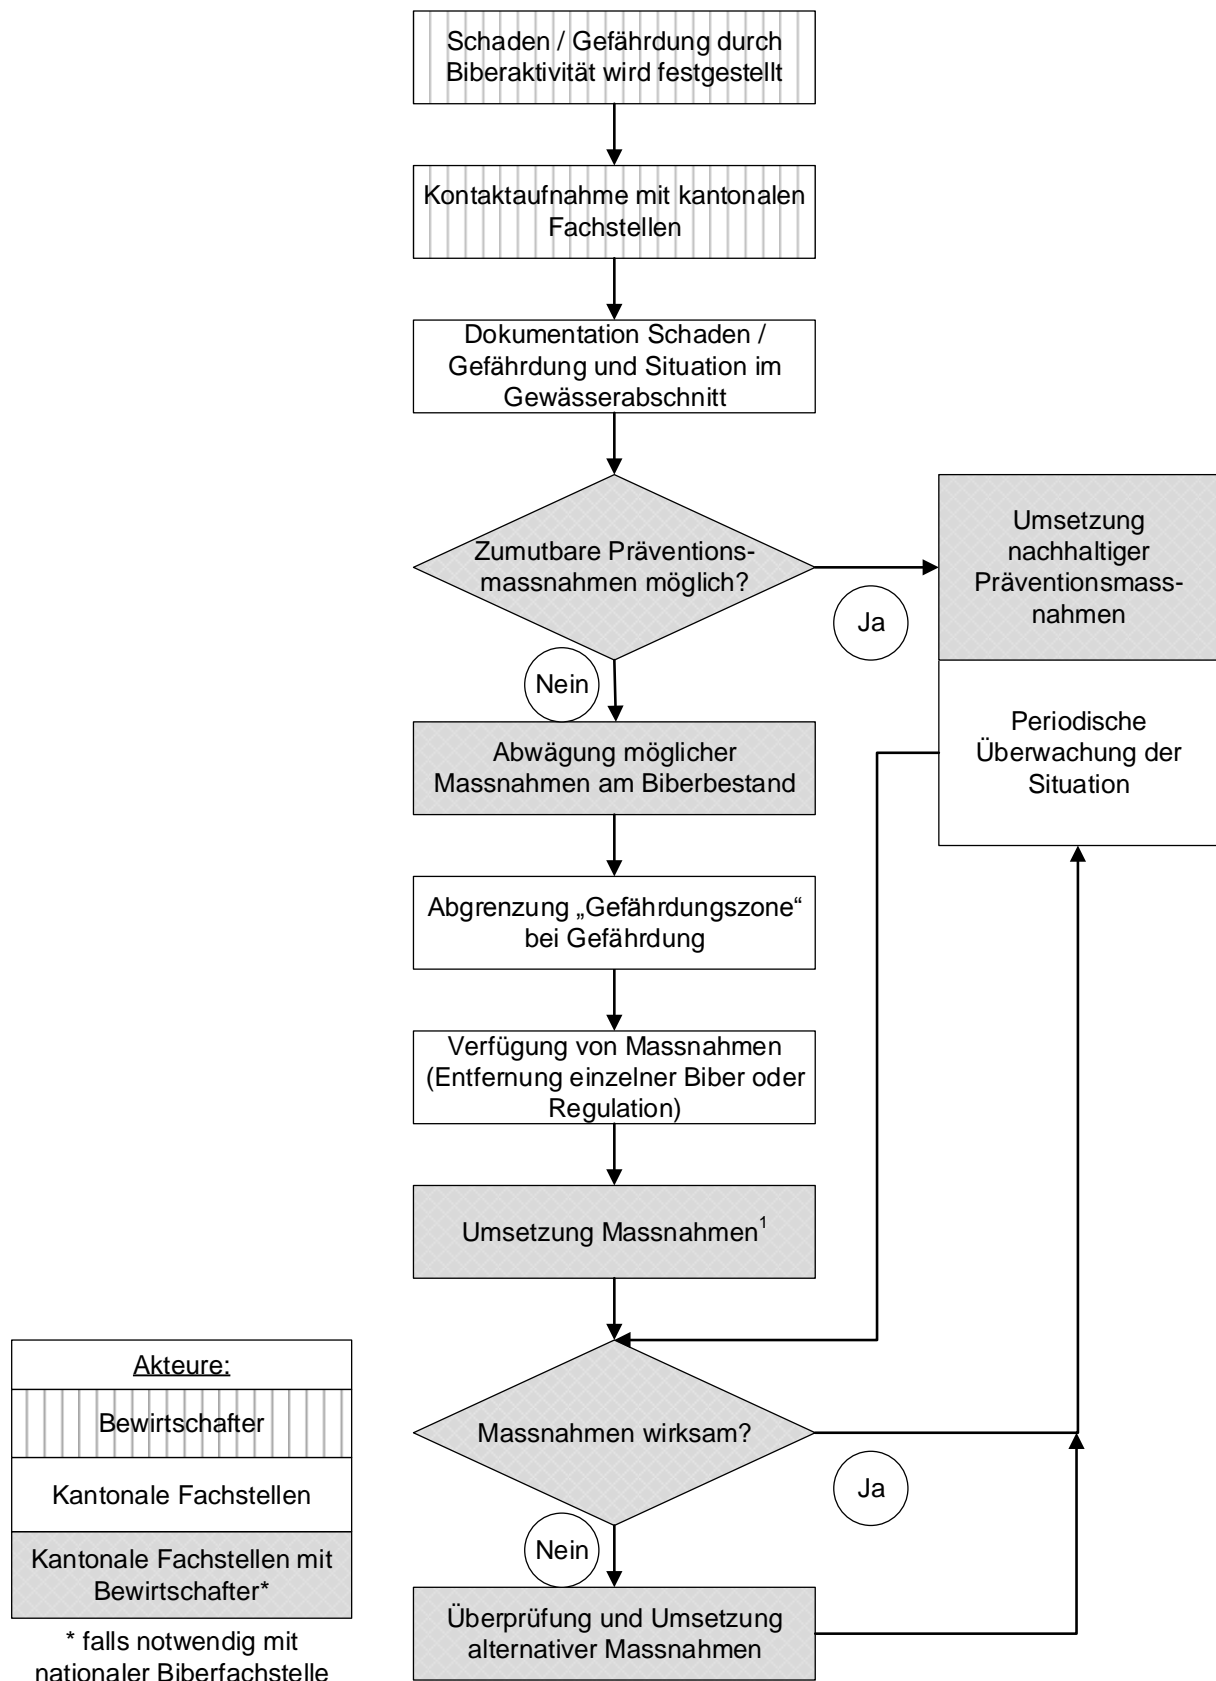 Schaden / Gefährdung durch
Biberaktivität wird festgestellt
Kontaktaufnahme mit kantonalen
Fachstellen
Dokumentation Schaden /
Gefährdung und Situation im
Gewässerabschnitt
Zumutbare Präventions-
massnahmen möglich?
Ja
Umsetzung
nachhaltiger
Präventionsmass-
nahmen
Periodische
Überwachung der
Situation
Nein
Abwägung möglicher
Massnahmen am Biberbestand
Abgrenzung „Gefährdungszone“
bei Gefährdung
Verfügung von Massnahmen
(Entfernung einzelner Biber oder
Regulation)
Umsetzung Massnahmen¹
Massnahmen wirksam?
Ja
Nein
Überprüfung und Umsetzung
alternativer Massnahmen
Akteure:
Bewirtschafter
Kantonale Fachstellen
Kantonale Fachstellen mit
Bewirtschafter*
* falls notwendig mit
nationaler Biberfachstelle